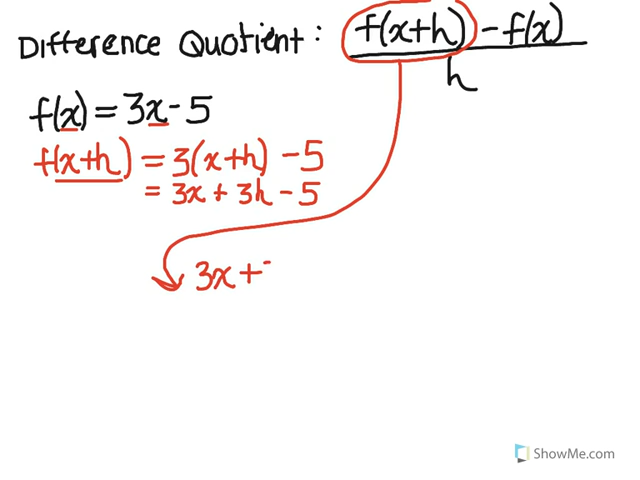 Difference Quotient: f(x+h) - f(x)
h
f(x) = 3x - 5
f(x+h) = 3(x+h) - 5
= 3x + 3h - 5
3x +
ShowMe.com